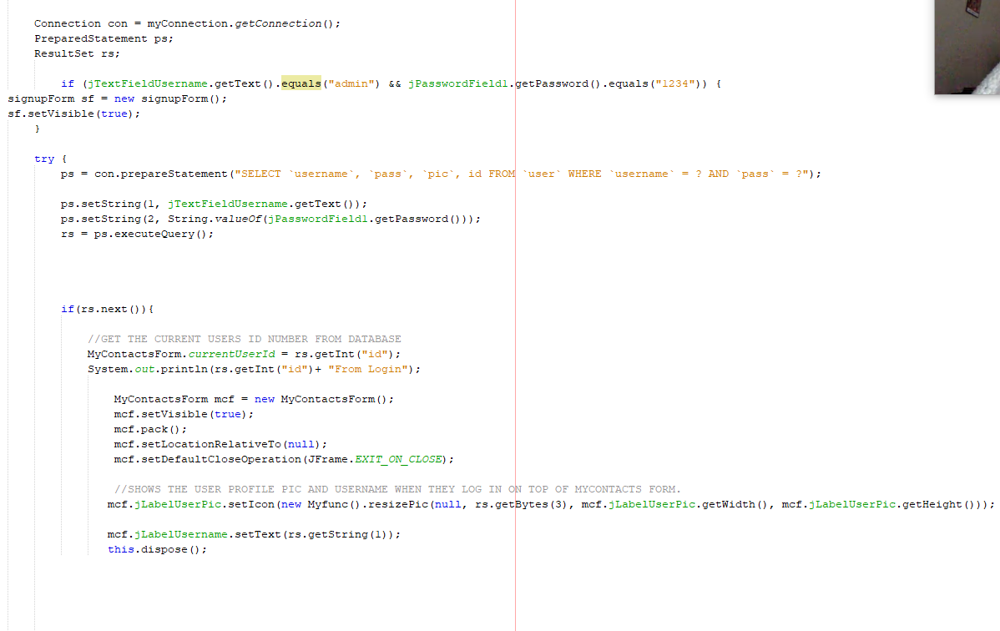 Connection con = myConnection.getConnection();
PreparedStatement ps;
ResultSet rs;
if (jTextFieldUsername.getText().equals("admin") && jPasswordField1.getPassword().equals("1234")) {
signupForm sf = new signupForm();
sf.setVisible(true);
}
try {
ps = con.prepareStatement("SELECT `username`, `pass`, `pic`, id FROM `user` WHERE `username` = ? AND `pass` = ?");
ps.setString(1, jTextFieldUsername.getText());
ps.setString(2, String.valueOf(jPasswordField1.getPassword()));
rs = ps.executeQuery();
if(rs.next()){
//GET THE CURRENT USERS ID NUMBER FROM DATABASE
MyContactsForm.currentUserId = rs.getInt("id");
System.out.println(rs.getInt("id")+ "From Login");
MyContactsForm mcf = new MyContactsForm();
mcf.setVisible(true);
mcf.pack();
mcf.setLocationRelativeTo(null);
mcf.setDefaultCloseOperation(JFrame.EXIT_ON_CLOSE);
//SHOWS THE USER PROFILE PIC AND USERNAME WHEN THEY LOG IN ON TOP OF MYCONTACTS FORM.
mcf.jLabelUserPic.setIcon(new Myfunc().resizePic(null, rs.getBytes(3), mcf.jLabelUserPic.getWidth(), mcf.jLabelUserPic.getHeight()));
mcf.jLabelUsername.setText(rs.getString(1));
this.dispose();